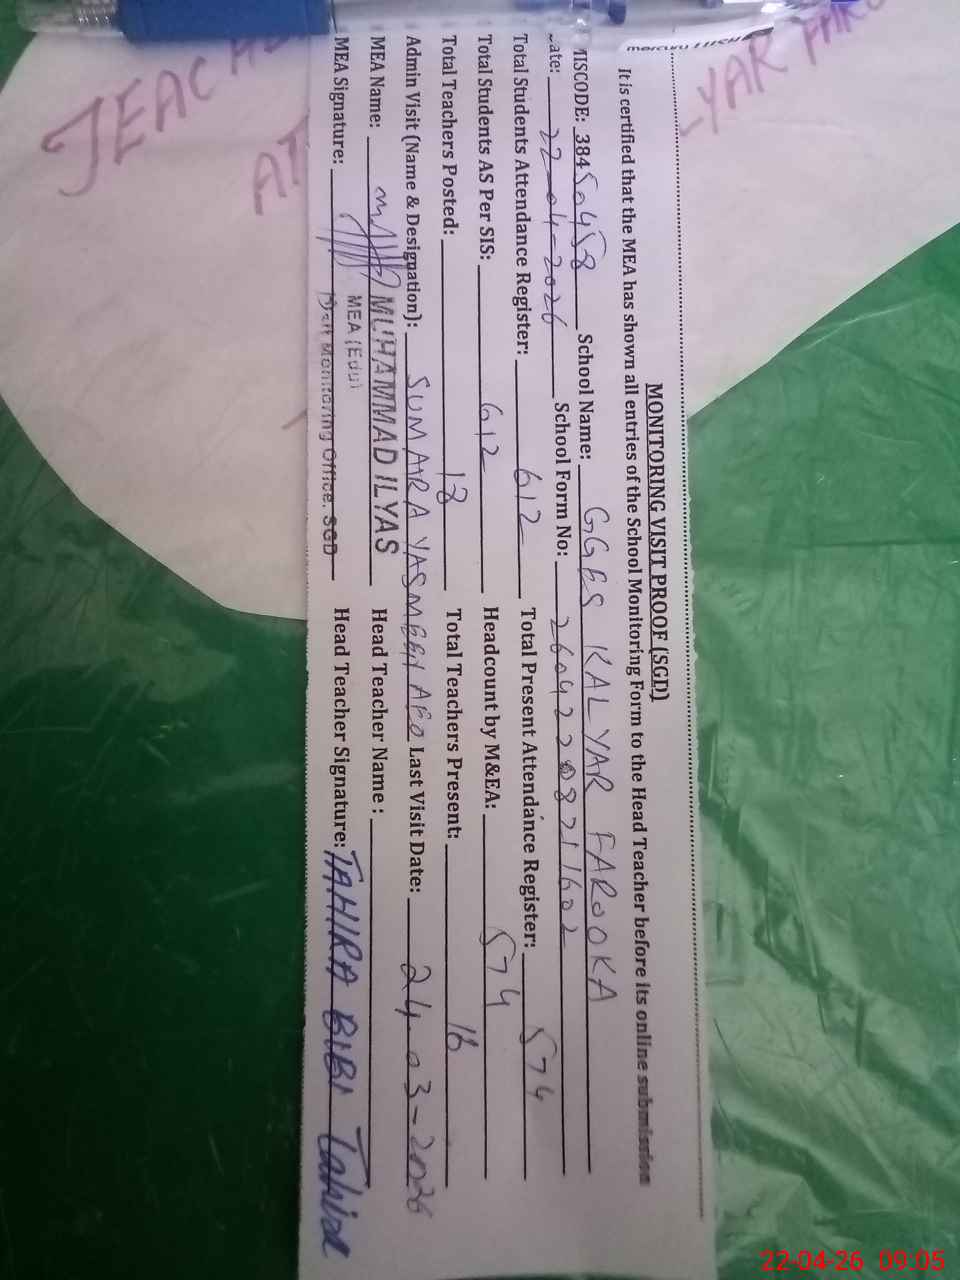 MONITORING VISIT PROOF (SGD)
It is certified that the MEA has shown all entries of the School Monitoring Form to the Head Teacher before its online submission
MISCODE: 38450458 School Name: GGES KALYAR FAROOKA
Date: 22-04-2026 School Form No: 26042208711602
Total Students Attendance Register: 612 Total Present Attendance Register: 574
Total Students AS Per SIS: 612 Headcount by M&EA: 574
Total Teachers Posted: 18 Total Teachers Present: 16
Admin Visit (Name & Designation): SUMAIRA YASMEEN AEO Last Visit Date: 24-03-2026
MEA Name: MUHAMMAD ILYAS Head Teacher Name :
MEA (Edu)
MEA Signature: Monitoring Office, SGD Head Teacher Signature: TAHIRA BIBI Tahira
TEACH
AT
YAR FARO
mercury
22-04-26 09:05